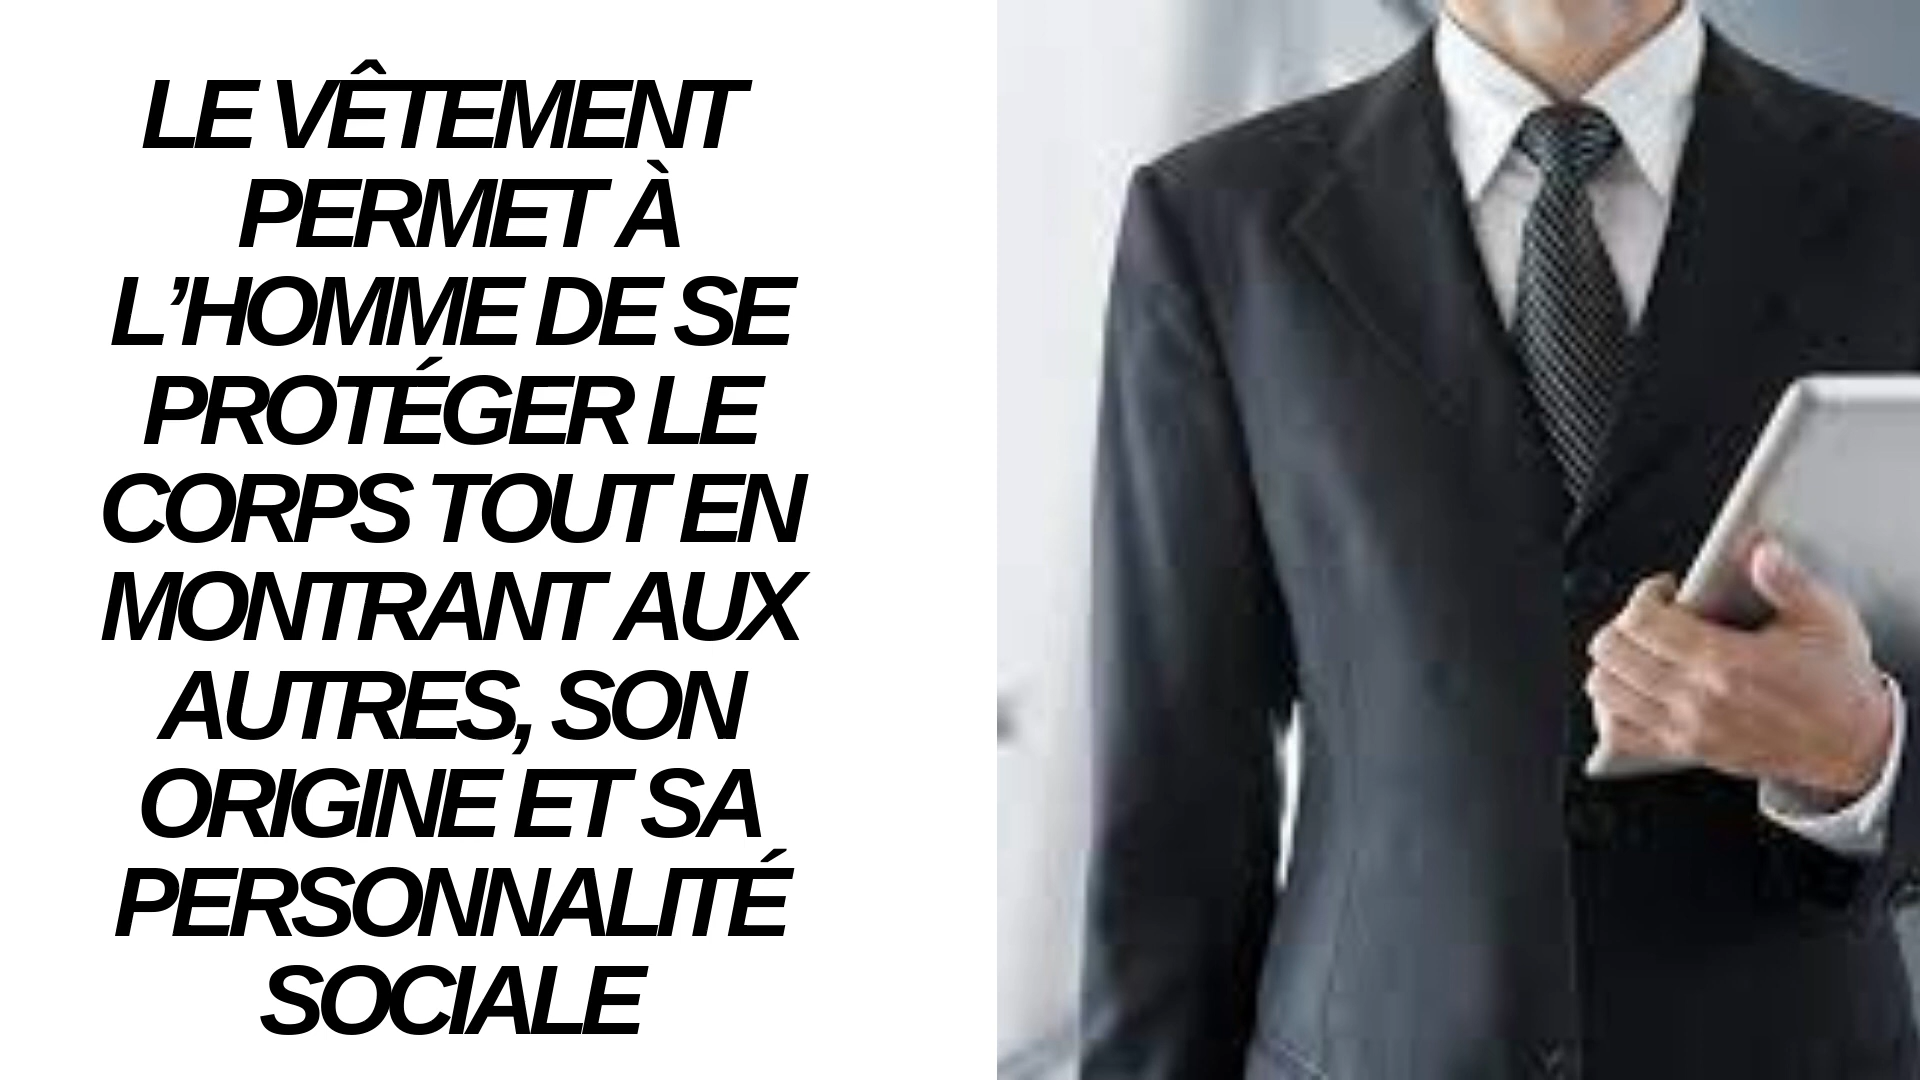 LE VÊTEMENT
PERMET À
L’HOMME DE SE
PROTÉGER LE
CORPS TOUT EN
MONTRANT AUX
AUTRES, SON
ORIGINE ET SA
PERSONNALITÉ
SOCIALE